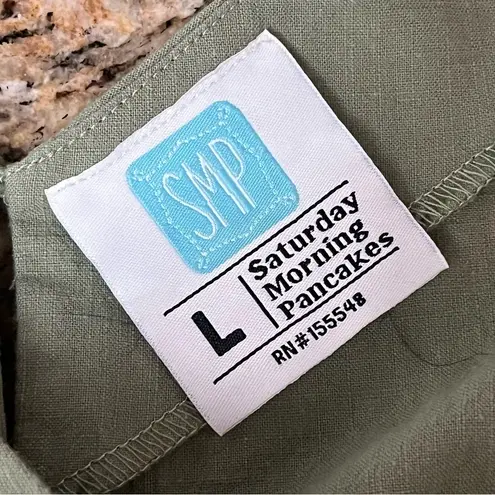 SMP
L
Saturday
Morning
Pancakes
RN#155548